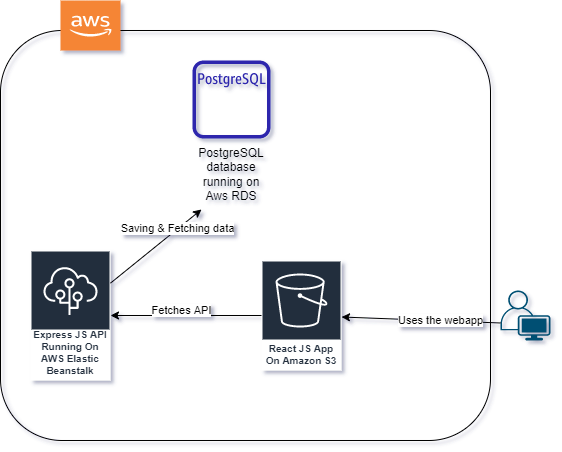 aws
PostgreSQL
PostgreSQL
database
running on
Aws RDS
Saving & Fetching data
Express JS API
Running On
AWS Elastic
Beanstalk
Fetches API
React JS App
On Amazon S3
Uses the webapp